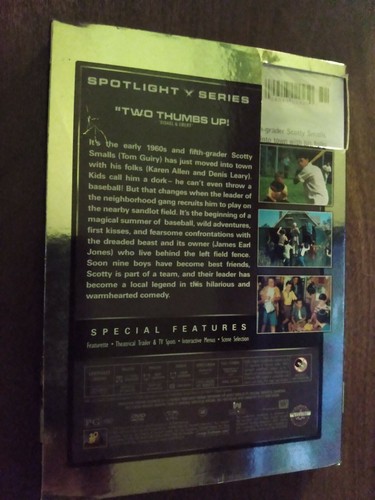 SPOTLIGHT SERIES
"TWO THUMBS UP!
It's the early 1960s and fifth-grader Scotty
Smalls (Tom Guiry) has just moved into town
with his folks (Karen Allen and Denis Leary).
Kids call him a dork— he can't even throw a
baseball! But that changes when the leader of
the neighborhood gang recruits him to play on
the nearby sandlot field. It's the beginning of a
magical summer of baseball, wild adventures,
first kisses, and fearsome confrontations with
the dreaded beast and its owner (James Earl
Jones) who live behind the left field fence.
Soon nine boys have become best friends,
Scotty is part of a team, and their leader has
become a local legend in this hilarious and
warmhearted comedy.
SPECIAL FEATURES
Featurette • Theatrical Trailer & TV Spots • Interactive Menus • Scene Selection
PG
DVD